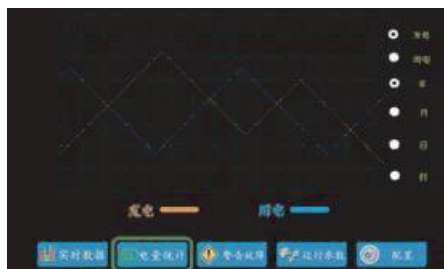 发电
用电
年
月
日
时
发电 用电
实时数据 电量统计 警告故障 运行参数 配置